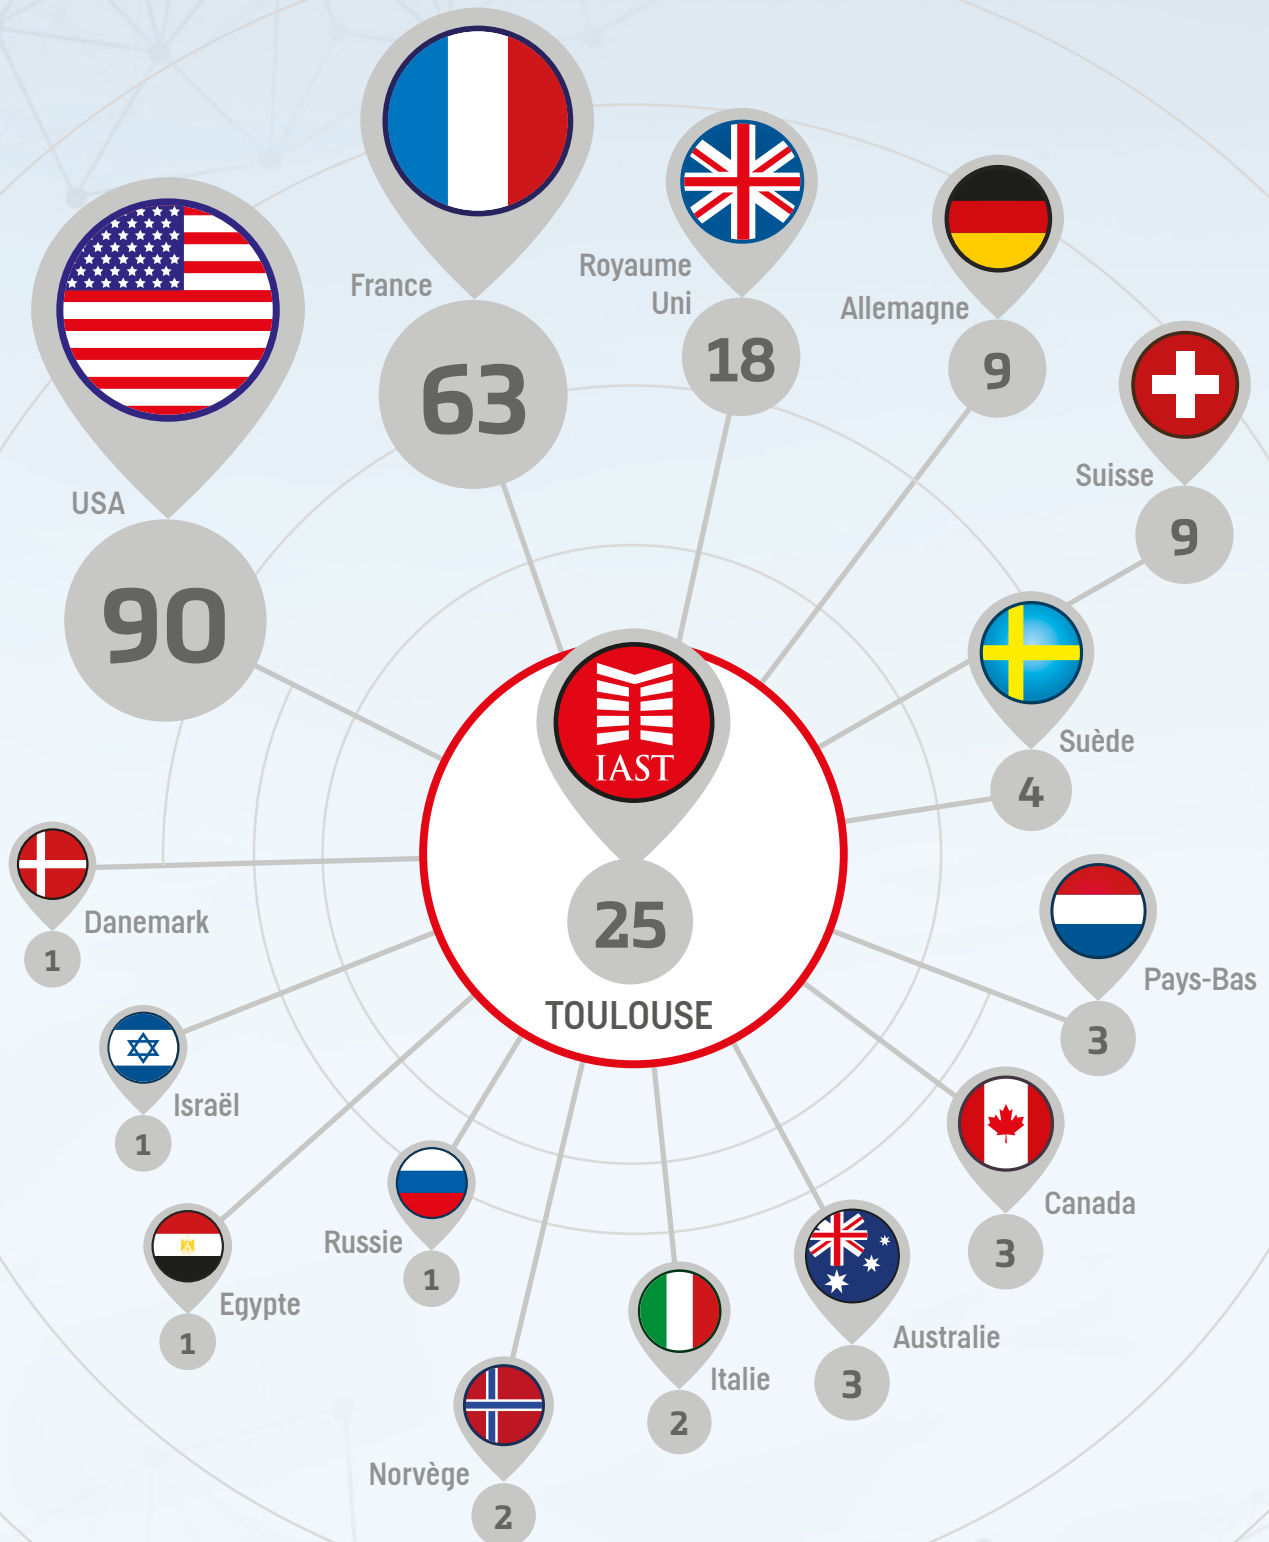 France
63
Royaume
Uni
18
Allemagne
9
Suisse
9
USA
90
Suède
4
IAST
25
TOULOUSE
Danemark
1
Pays-Bas
3
Israël
1
Canada
3
Russie
1
Egypte
1
Australie
3
Italie
2
Norvège
2